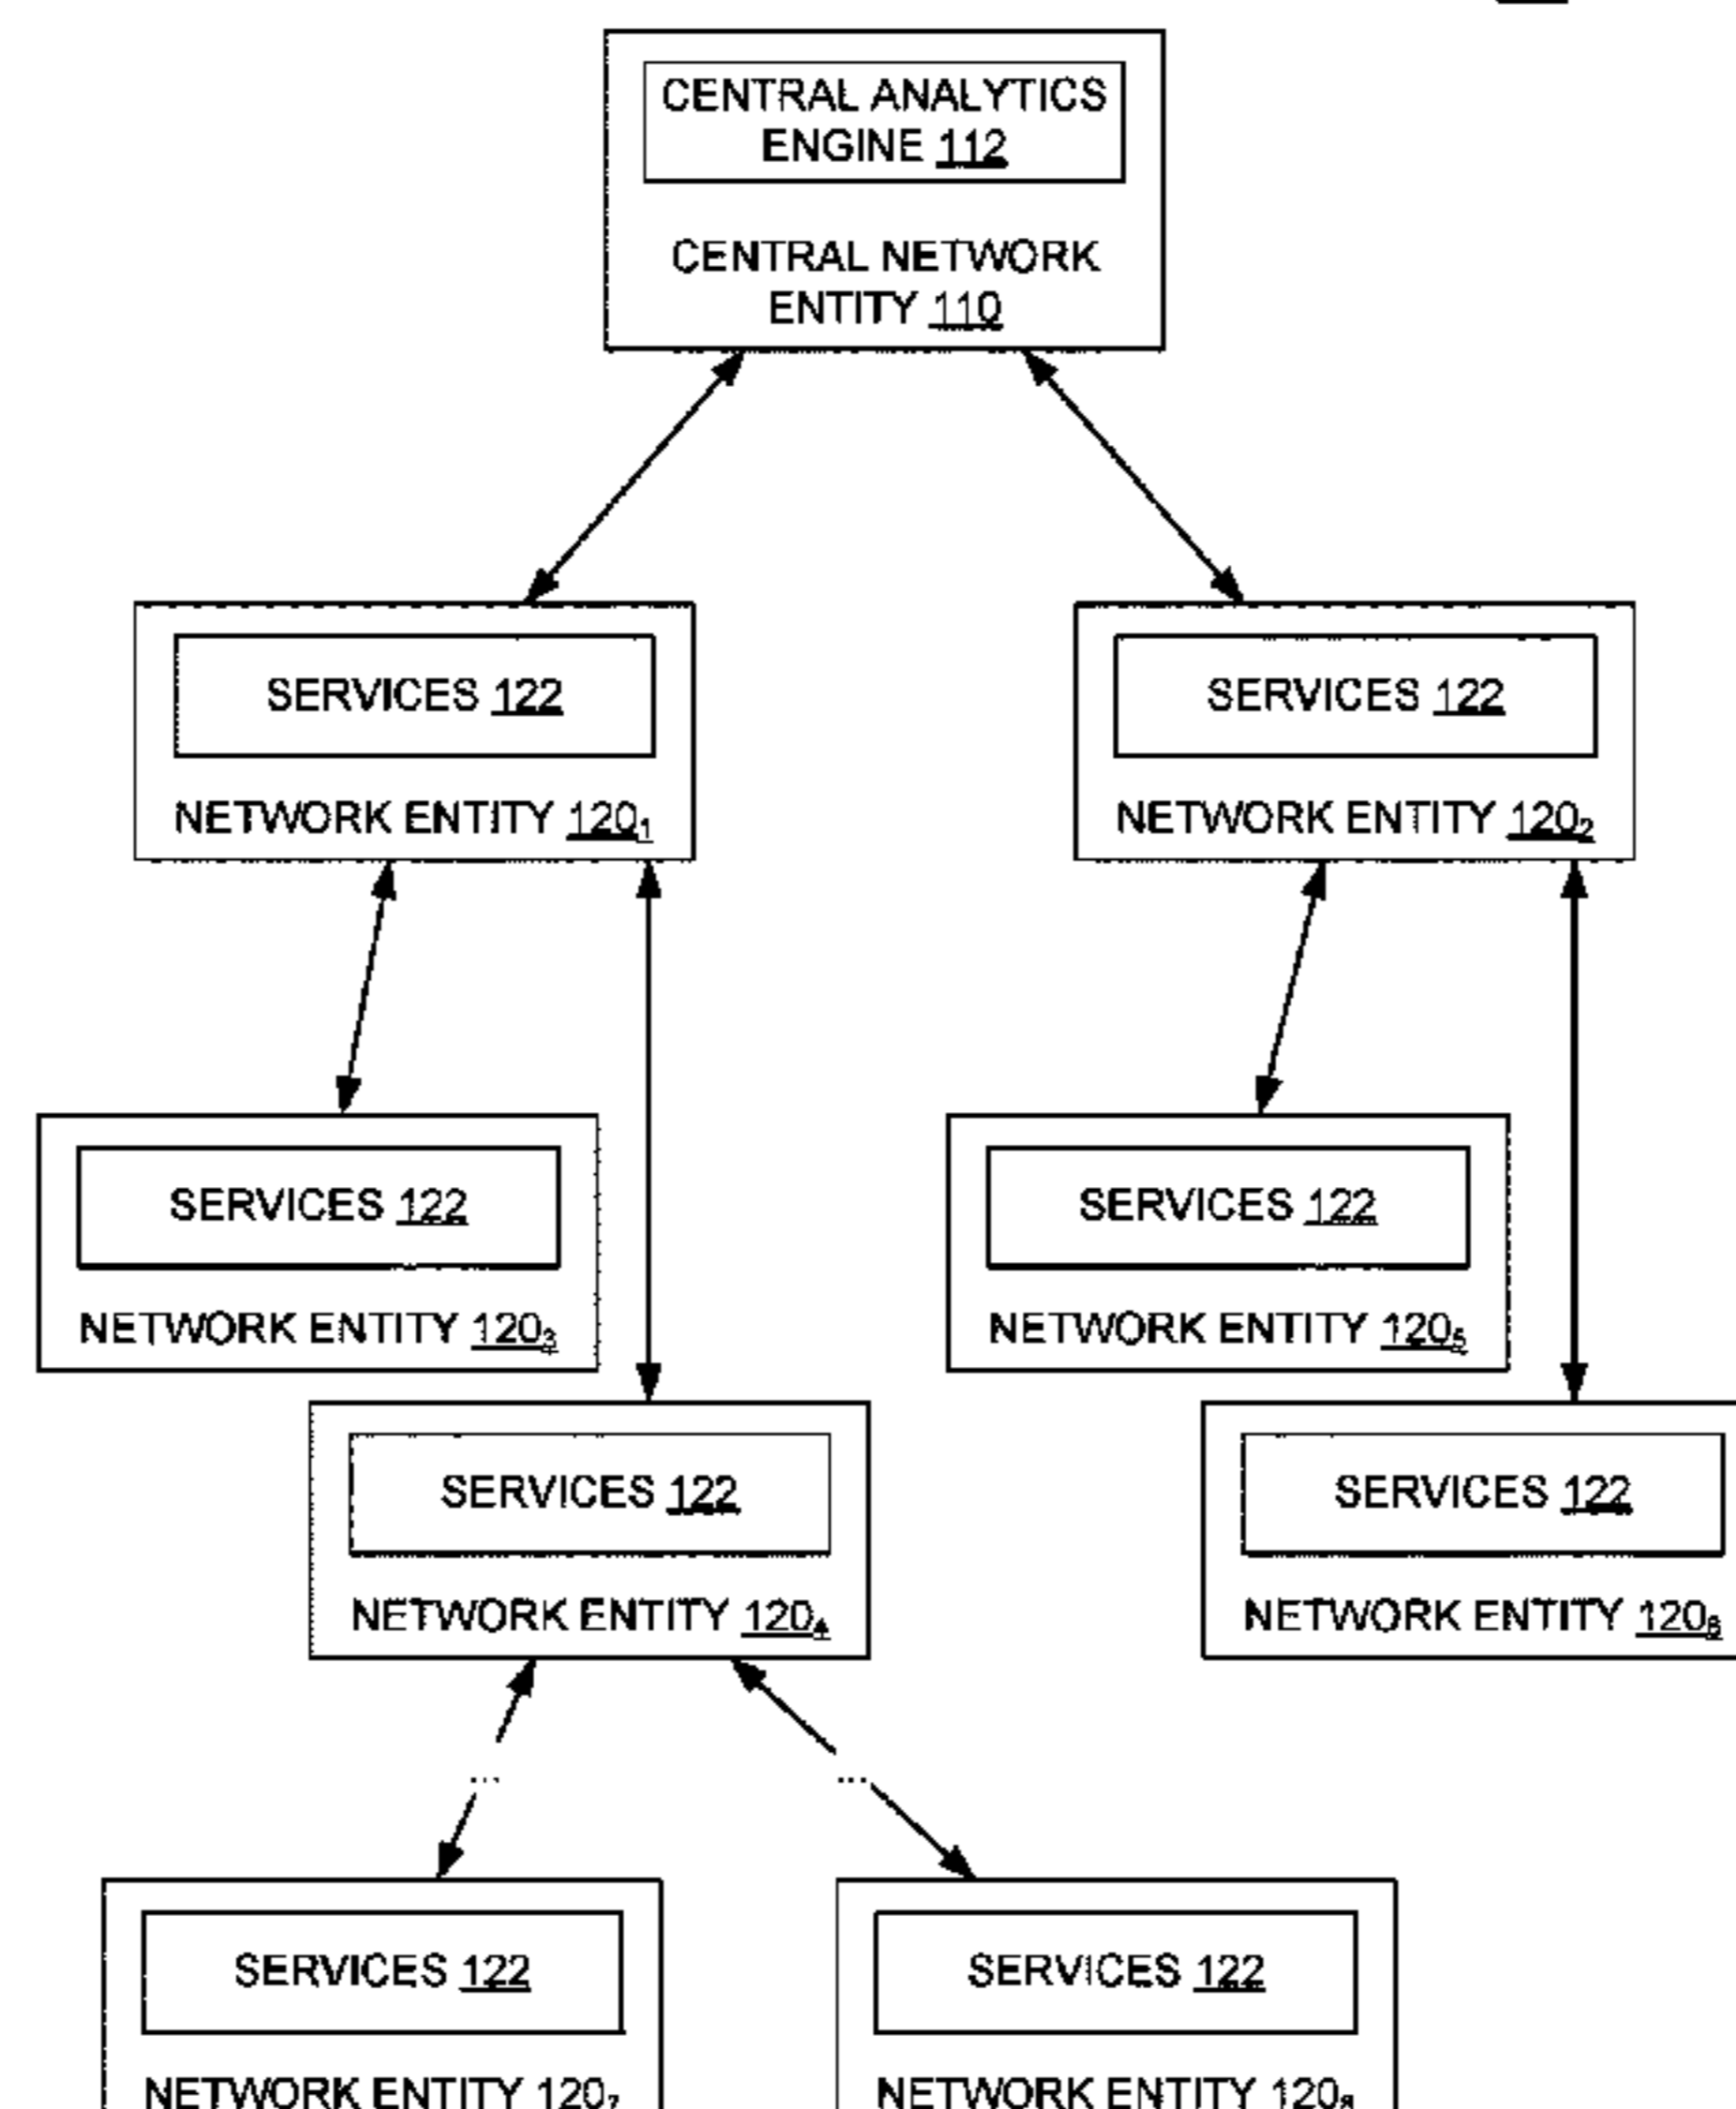 CENTRAL ANALYTICS
ENGINE 112
CENTRAL NETWORK
ENTITY 110
SERVICES 122
NETWORK ENTITY 120₁
SERVICES 122
NETWORK ENTITY 120₂
SERVICES 122
NETWORK ENTITY 120₃
SERVICES 122
NETWORK ENTITY 120₅
SERVICES 122
NETWORK ENTITY 120₄
SERVICES 122
NETWORK ENTITY 120₆
...
...
SERVICES 122
NETWORK ENTITY 120₇
SERVICES 122
NETWORK ENTITY 120₈